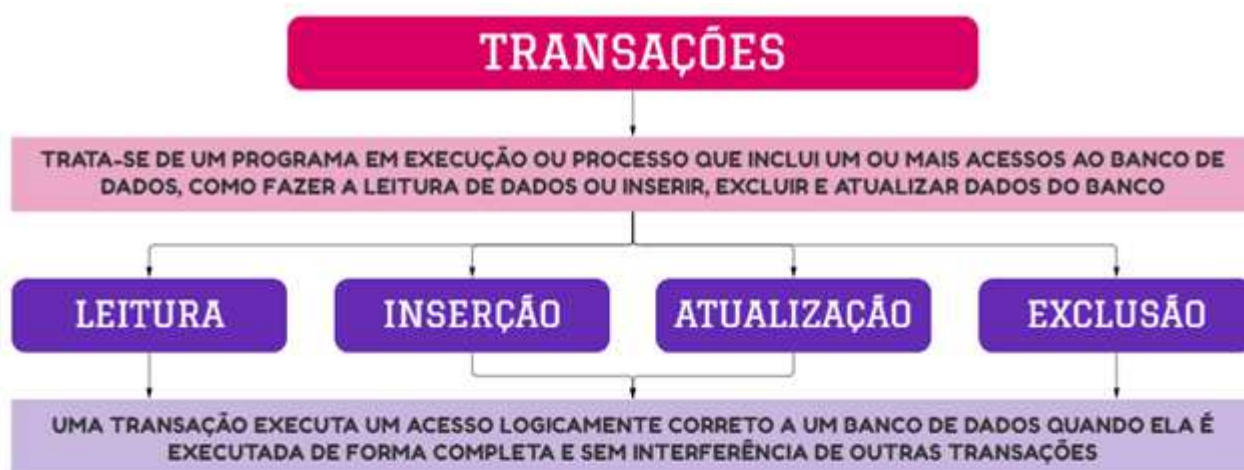 TRANSAÇÕES
TRATA-SE DE UM PROGRAMA EM EXECUÇÃO OU PROCESSO QUE INCLUI UM OU MAIS ACESSOS AO BANCO DE
DADOS, COMO FAZER A LEITURA DE DADOS OU INSERIR, EXCLUIR E ATUALIZAR DADOS DO BANCO
LEITURA
INSERÇÃO
ATUALIZAÇÃO
EXCLUSÃO
UMA TRANSAÇÃO EXECUTA UM ACESSO LOGICAMENTE CORRETO A UM BANCO DE DADOS QUANDO ELA É
EXECUTADA DE FORMA COMPLETA E SEM INTERFERÊNCIA DE OUTRAS TRANSAÇÕES